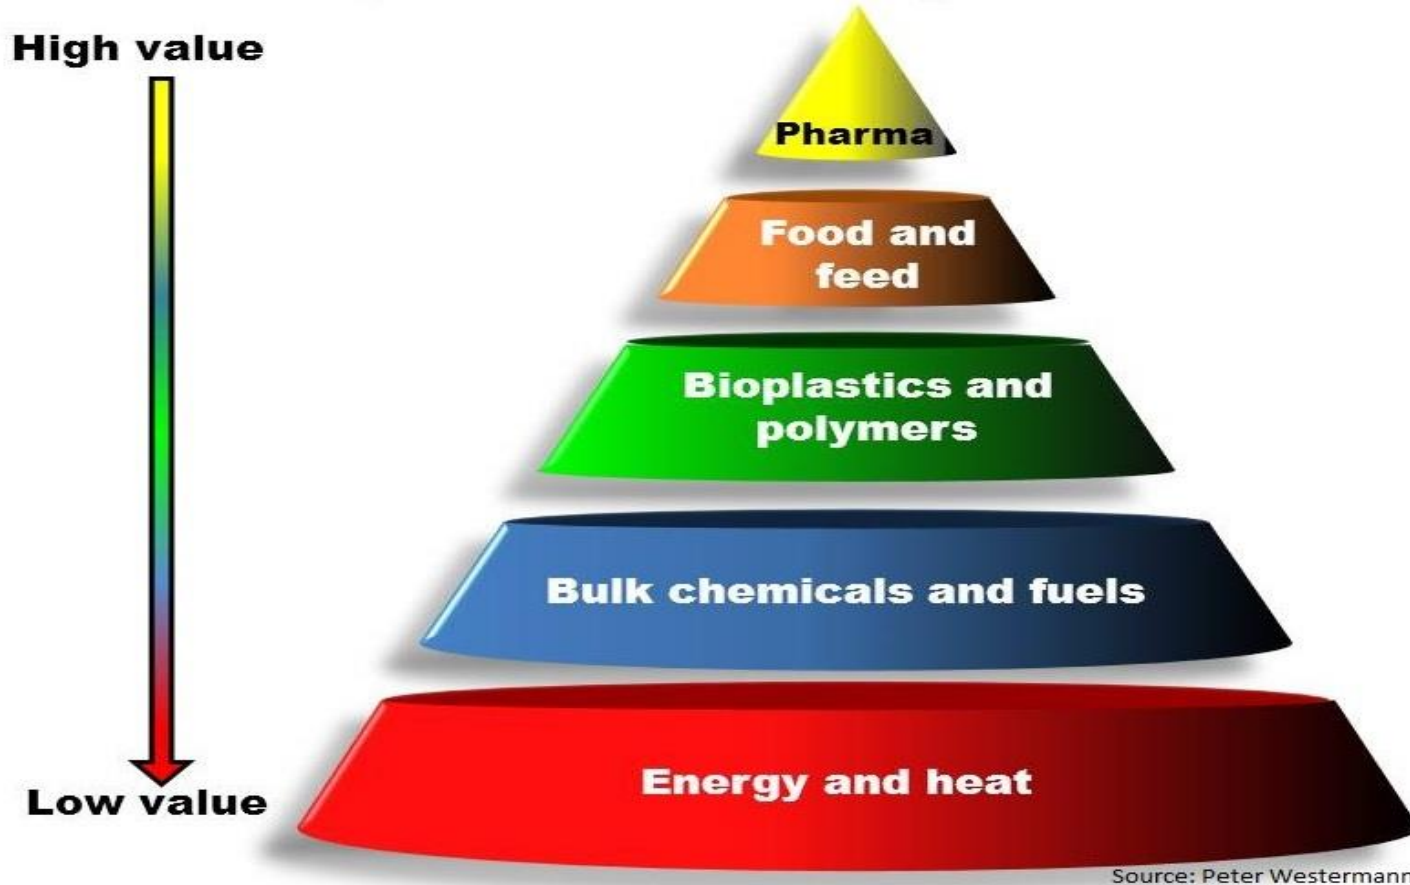 High value
Pharma
Food and
feed
Bioplastics and
polymers
Bulk chemicals and fuels
Energy and heat
Low value
Source: Peter Westermann